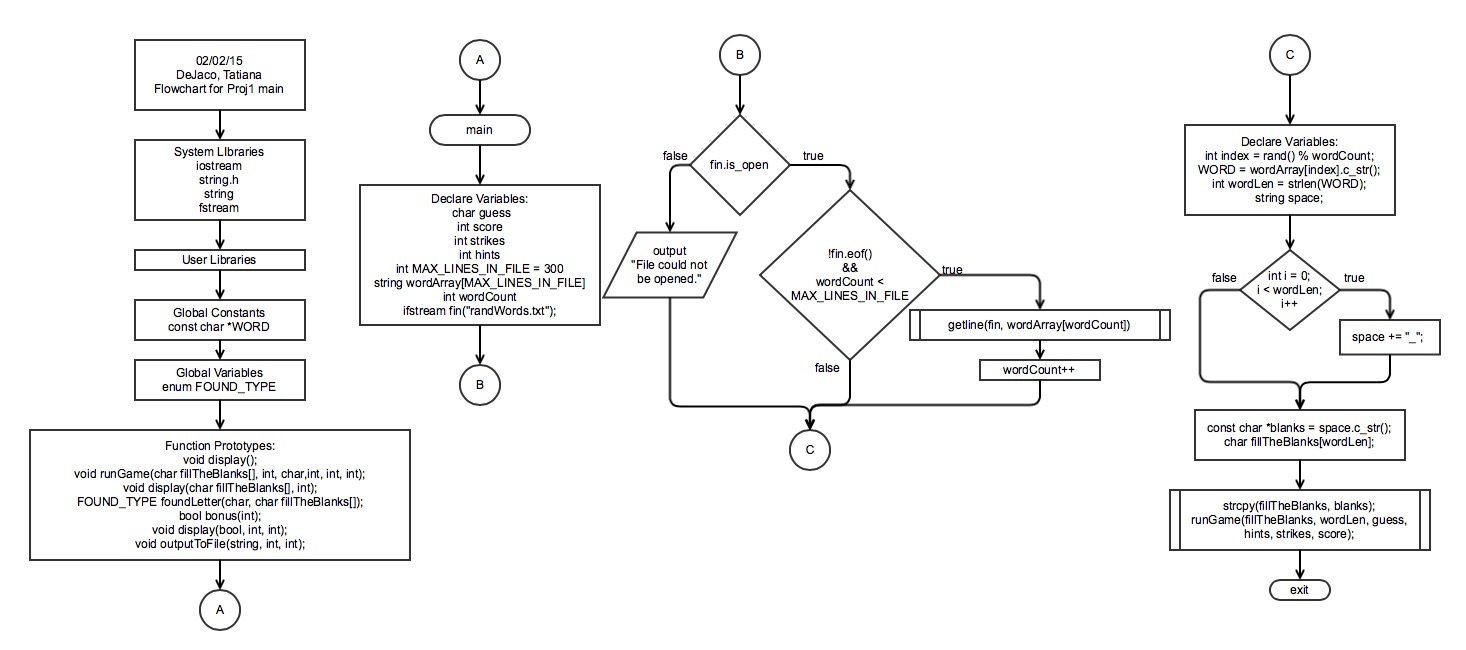 02/02/15
DeJaco, Tatiana
Flowchart for Proj1 main
System LIbraries
iostream
string.h
string
fstream
User Libraries
Global Constants
const char *WORD
Global Variables
enum FOUND_TYPE
Function Prototypes:
void display();
void runGame(char fillTheBlanks[], int, char,int, int, int);
void display(char fillTheBlanks[], int);
FOUND_TYPE foundLetter(char, char fillTheBlanks[]);
bool bonus(int);
void display(bool, int, int);
void outputToFile(string, int, int);
A
A
main
Declare Variables:
char guess
int score
int strikes
int hints
int MAX_LINES_IN_FILE = 300
string wordArray[MAX_LINES_IN_FILE]
int wordCount
ifstream fin("randWords.txt");
B
B
fin.is_open
false
true
output
"File could not
be opened."
!fin.eof()
&&
wordCount <
MAX_LINES_IN_FILE
true
getline(fin, wordArray[wordCount])
wordCount++
false
C
C
Declare Variables:
int index = rand() % wordCount;
WORD = wordArray[index].c_str();
int wordLen = strlen(WORD);
string space;
int i = 0;
i < wordLen;
i++
false
true
space += "_";
const char *blanks = space.c_str();
char fillTheBlanks[wordLen];
strcpy(fillTheBlanks, blanks);
runGame(fillTheBlanks, wordLen, guess,
hints, strikes, score);
exit